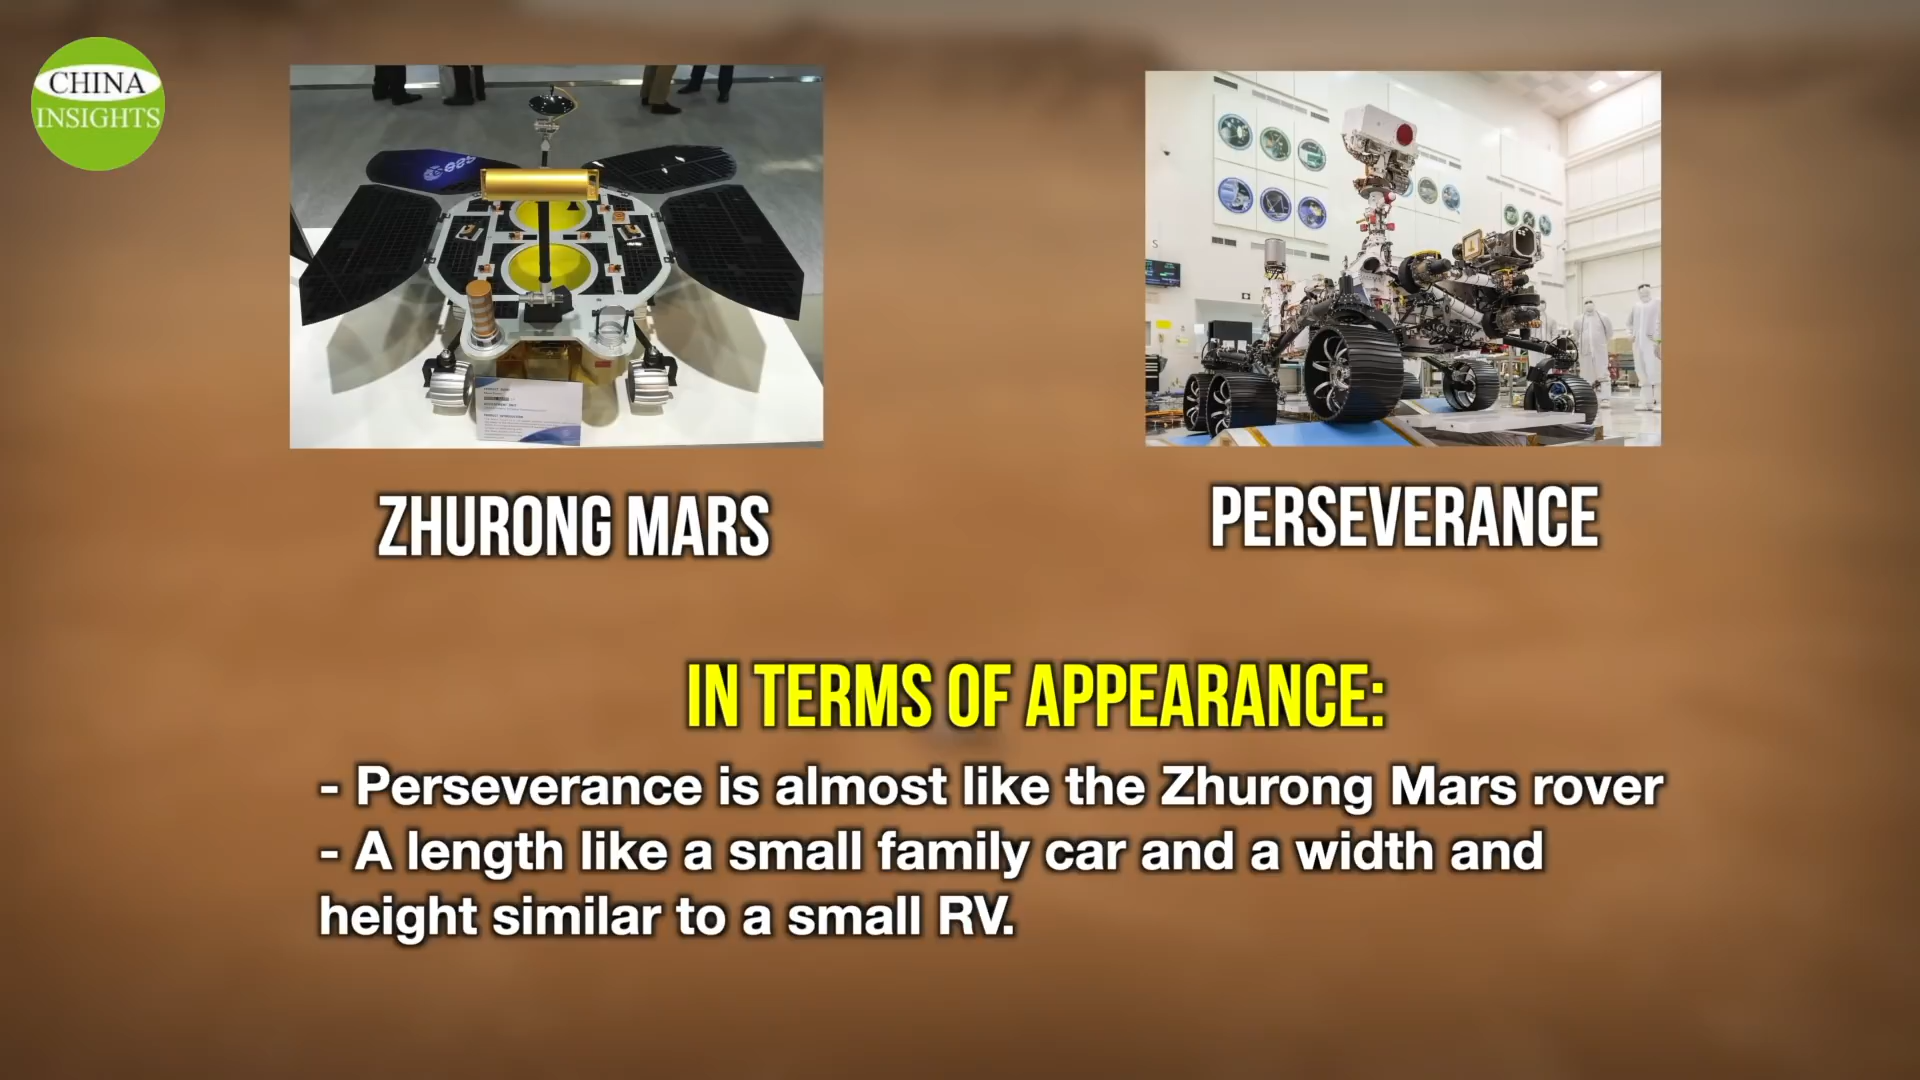 CHINA
INSIGHTS
ZHURONG MARS
PERSEVERANCE
IN TERMS OF APPEARANCE:
- Perseverance is almost like the Zhurong Mars rover
- A length like a small family car and a width and
height similar to a small RV.